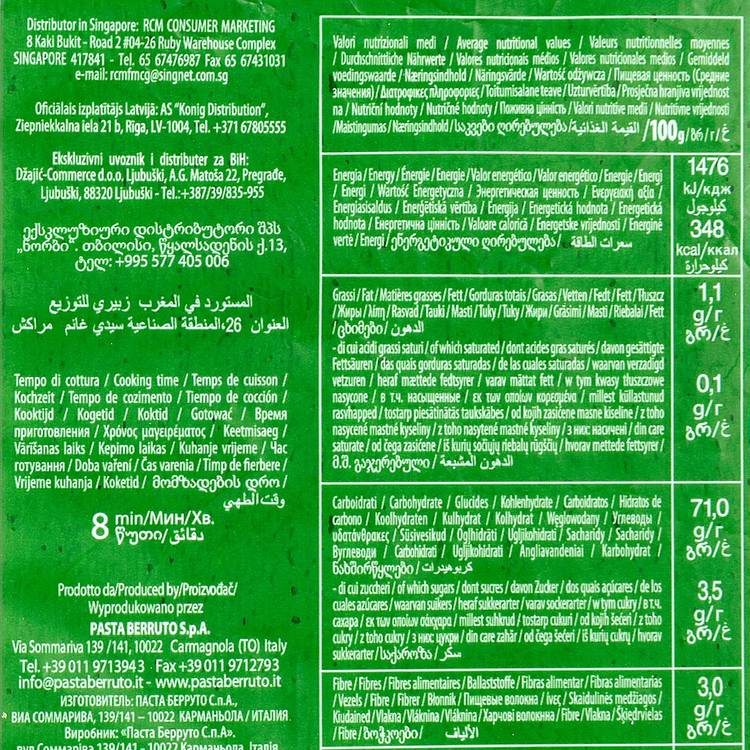 Distributor in Singapore: RCM CONSUMER MARKETING
8 Kaki Bukit - Road 2 #04-26 Ruby Warehouse Complex
SINGAPORE 417841 - Tel. 65 67476987 Fax 65 67431031
e-mail: rcmfmcg@singnet.com.sg
Oficiālais izplatītājs Latvijā: AS "Konig Distribution",
Ziepniekkalna iela 21 b, Rīga, LV-1004, Tel. +371 67805555
Ekskluzivni uvoznik i distributer za BiH:
Džajić-Commerce d.o.o, Ljubuški, A.G. Matoša 22, Pregrađe,
Ljubuški, 88320 Ljubuški - Tel.:+387/39/835-955
ექსკლუზიური დისტრიბუტორი შპს
„ნორბი". თბილისი, წყალსადენის ქ.13,
ტელ: +995 577 405 006
المستورد في المغرب زبيري للتوزيع
العنوان 26،المنطقة الصناعية سيدي غانم مراكش
Tempo di cottura / Cooking time / Temps de cuisson /
Kochzeit / Tempo de cozimento / Tiempo de cocción /
Kooktijd / Kogetid / Koktid / Gotować / Время
приготовления / Χρόνος μαγειρέματος / Keetmisaeg /
Vārīšanas laiks / Kepimo laikas / Kuhanje vrijeme / Час
готування / Doba vaření / Čas varenia / Timp de fierbere /
Vrijeme kuhanja / Koketid / მომზადების დრო /
وقت الطهي
8 min/Мин/Хв.
წუთი/دقائق
Prodotto da/Produced by/Proizvođač/
Wyprodukowano przez
PASTA BERRUTO S.p.A.
Via Sommariva 139 /141, 10022 Carmagnola (TO) Italy
Tel. +39 011 9713943 Fax +39 011 9712793
info@pastaberruto.it - www.pastaberruto.it
ИЗГОТОВИТЕЛЬ: ПАСТА БЕРРУТО С.п.А.,
ВИА СОММАРИВА, 139/141 – 10022 КАРМАНЬОЛА / ИТАЛИЯ
Виробник: «Паста Беррито С.п.А».
вул Соммаріва 139/141 - 10022 Карманьола, Італія
Valori nutrizionali medi / Average nutritional values / Valeurs nutritionnelles moyennes
/ Durchschnittliche Nährwerte / Valores nutricionais médios / Valores nutricionales medios / Gemiddeld
voedingswaarde / Næringsindhold / Näringsvärde / Wartość odżywcza / Пищевая ценность (Средние
значения) / Διατροφικες πληροφοριες / Toitumisalane teave / Uzturvērtība / Prosječna hranjiva vrijednost
na / Nutriční hodnoty / Nutričné hodnoty / Поживна цінність / Valori nutritive medii / Nutritivne vrijednosti
/Maistingumas / Næringsindhold / საკვები ღირებულება/ القيمة الغذائية /100g/გრ/г/غ
Energia / Energy / Énergie / Energie / Valor energético / Valor energético / Energie / Energi
/ Energi / Wartość Energetyczna / Энергетическая ценность / Ενεργειακή αξία /
Energiasisaldus / Enerģētiskā vērtība / Energija / Energetická hodnota / Energetická
hodnota / Енергетична цінність / Valoare calorică / Energetske vrijednosti / Energinė
vertė / Energi / ენერგეტიკული ღირებულება / سعرات الطاقة
1476
kJ/кдж
كيلوجول
348
kcal/ккал
كيلوحرارة
Grassi / Fat / Matières grasses / Fett / Gorduras totais / Grasas / Vetten / Fedt / Fett / Tłuszcz
/ Жиры / λίπη / Rasvad / Tauki / Masti / Tuky / Tuky / Жири / Grăsimi / Masti / Riebalai / Fett
/ ცხიმები / الدهون
1,1
g/г
გრ/غ
- di cui acidi grassi saturi / of which saturated / dont acides gras saturés / davon gesättigte
Fettsäuren / das quais gorduras saturadas / de las cuales saturadas / waarvan verzadigd
vetzuren / heraf mættede fedtsyrer / varav mättat fett / w tym kwasy tłuszczowe
nasycone / в т.ч. насыщенные / εκ των οποίων κορεσμένα / millest küllastunud
rasvhapped / tostarp piesātinātās taukskābes / od kojih zasićene masne kiseline / z toho
nasycené mastné kyseliny / z toho nasytené mastné kyseliny / з них: насичені / din care
saturate / od čega zasićene / iš kurių sočiųjų riebalų rūgščių / hvorav mettede fettsyrer /
მ.შ. გაჯერებული / الدهون المشبعة
0,1
g/г
გრ/غ
Carboidrati / Carbohydrate / Glucides / Kohlenhydrate / Carboidratos / Hidratos de
carbono / Koolhydraten / Kulhydrat / Kolhydrat / Węglowodany / Углеводы /
υδατάνθρακες / Süsivesikud / Ogļhidrāti / Ugljikohidrati / Sacharidy / Sacharidy /
Вуглеводи / Carbohidrati / Ugljikohidrati / Angliavandeniai / Karbohydrat /
ნახშირწყლები / كربوهيدرات
71,0
g/г
გრ/غ
- di cui zuccheri / of which sugars / dont sucres / davon Zucker / dos quais açúcares / de los
cuales azúcares / waarvan suikers / heraf sukkerarter / varav sockerarter / w tym cukry / в т.ч.
сахара / εκ των οποίων σάκχαρα / millest suhkrud / tostarp cukuri / od kojih šećeri / z toho
cukry / z toho cukry / з них: цукри / din care zahăr / od čega šećeri / iš kurių cukrų / hvorav
sukkerarter / საქაროზა / سكر
3,5
g/г
გრ/غ
Fibre / Fibres / Fibres alimentaires / Ballaststoffe / Fibras alimentar / Fibras alimentarias
/ Vezels / Fibre / Fibrer / Błonnik / Пищевые волокна / ίνες / Skaidulinės medžiagos /
Kiudained / Vlakna / Vláknina / Vláknina / Харчові волокнна / Fibre / Vlakna / Šķiedrvielas
/ Fibre / ბოჭკოები / الألياف
3,0
g/г
გრ/غ